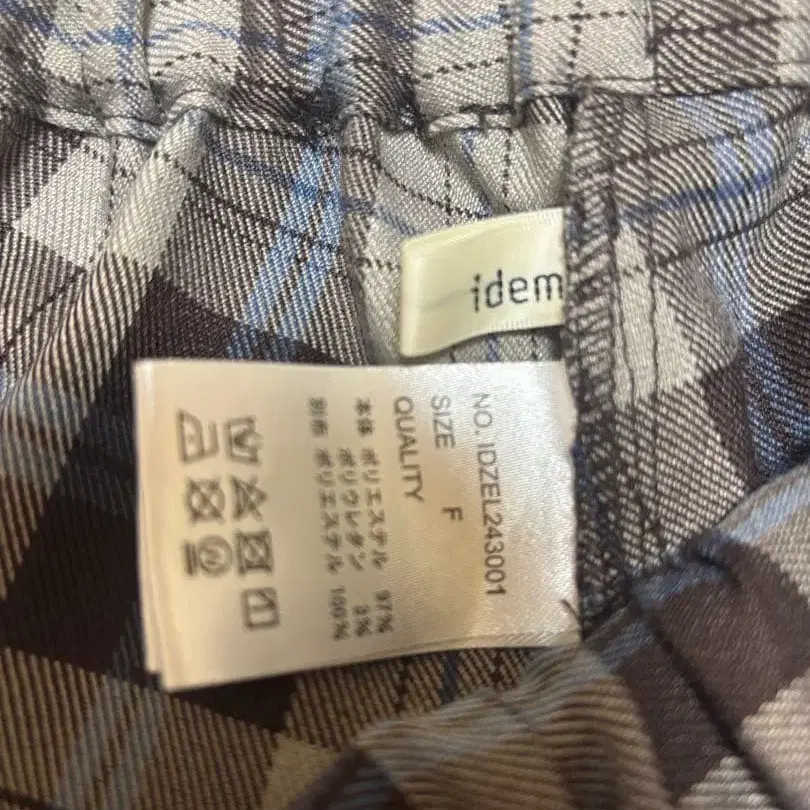 idem
NO. IDZEL243001
SIZE F
QUALITY
本体 ポリエステル 97%
ポリウレタン 3%
別布 ポリエステル 100%